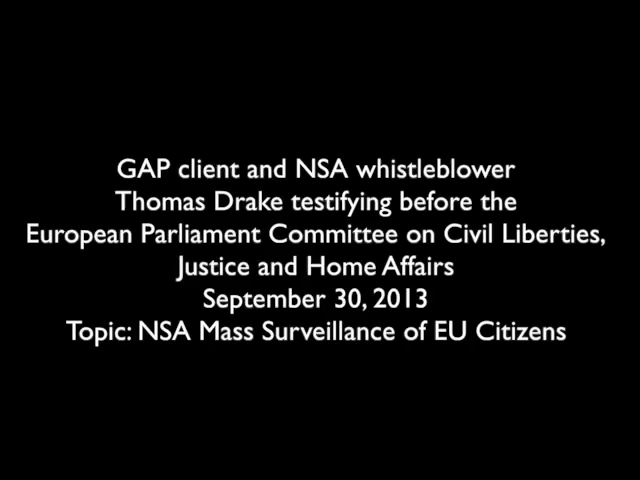 GAP client and NSA whistleblower
Thomas Drake testifying before the
European Parliament Committee on Civil Liberties,
Justice and Home Affairs
September 30, 2013
Topic: NSA Mass Surveillance of EU Citizens